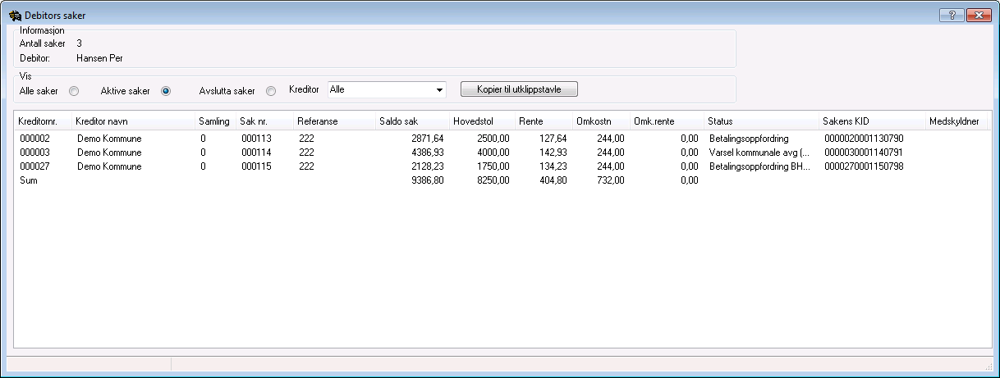 Debitors saker
Informasjon
Antall saker 3
Debitor: Hansen Per
Vis
Alle saker Aktive saker Avslutta saker Kreditor Alle Kopier til utklippstavle
Kreditornr. Kreditor navn Samling Sak nr. Referanse Saldo sak Hovedstol Rente Omkostn Omk.rente Status Sakens KID Medskyldner
000002 Demo Kommune 0 000113 222 2871,64 2500,00 127,64 244,00 0,00 Betalingsoppfordring 0000020001130790
000003 Demo Kommune 0 000114 222 4386,93 4000,00 142,93 244,00 0,00 Varsel kommunale avg (... 0000030001140791
000027 Demo Kommune 0 000115 222 2128,23 1750,00 134,23 244,00 0,00 Betalingsoppfordring BH... 0000270001150798
Sum 9386,80 8250,00 404,80 732,00 0,00